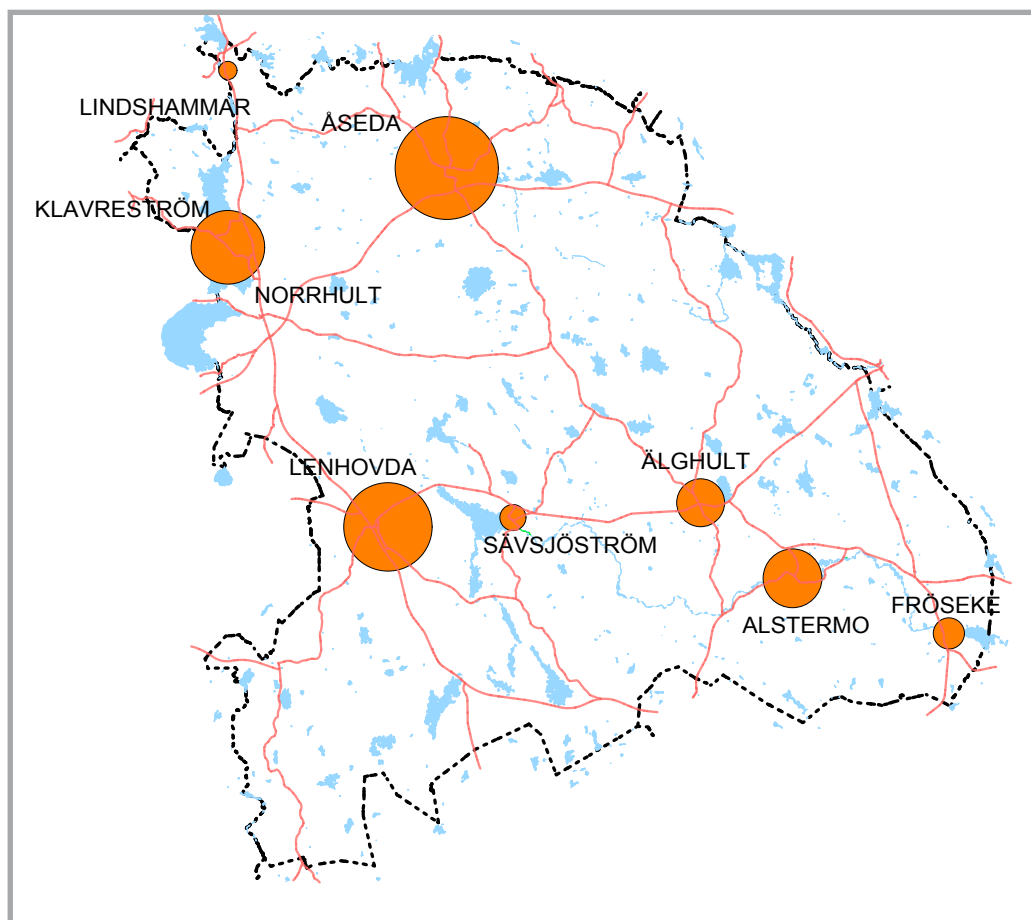 LINDSHAMMAR
ÅSEDA
KLAVRESTRÖM
NORRHULT
LENHOVDA
ÄLGHULT
SÄVSJÖSTRÖM
FRÖSEKE
ALSTERMO